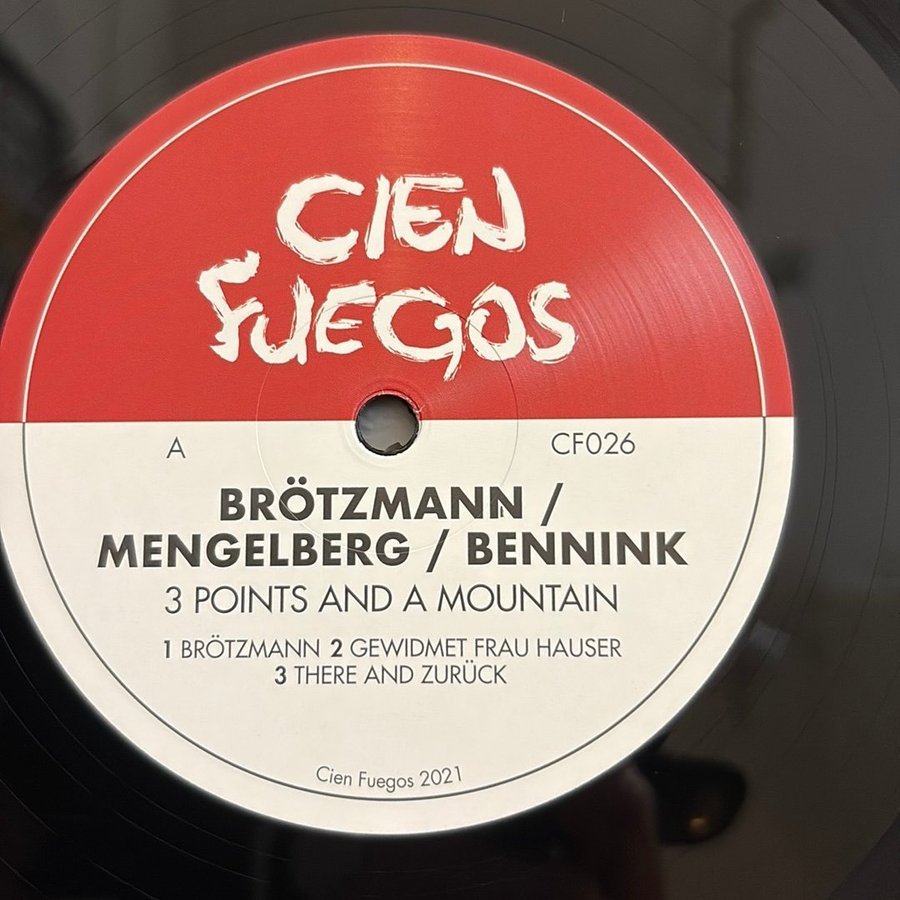 CIEN
FUEGOS
A CF026
BRÖTZMANN /
MENGELBERG / BENNINK
3 POINTS AND A MOUNTAIN
1 BRÖTZMANN 2 GEWIDMET FRAU HAUSER
3 THERE AND ZURÜCK
Cien Fuegos 2021